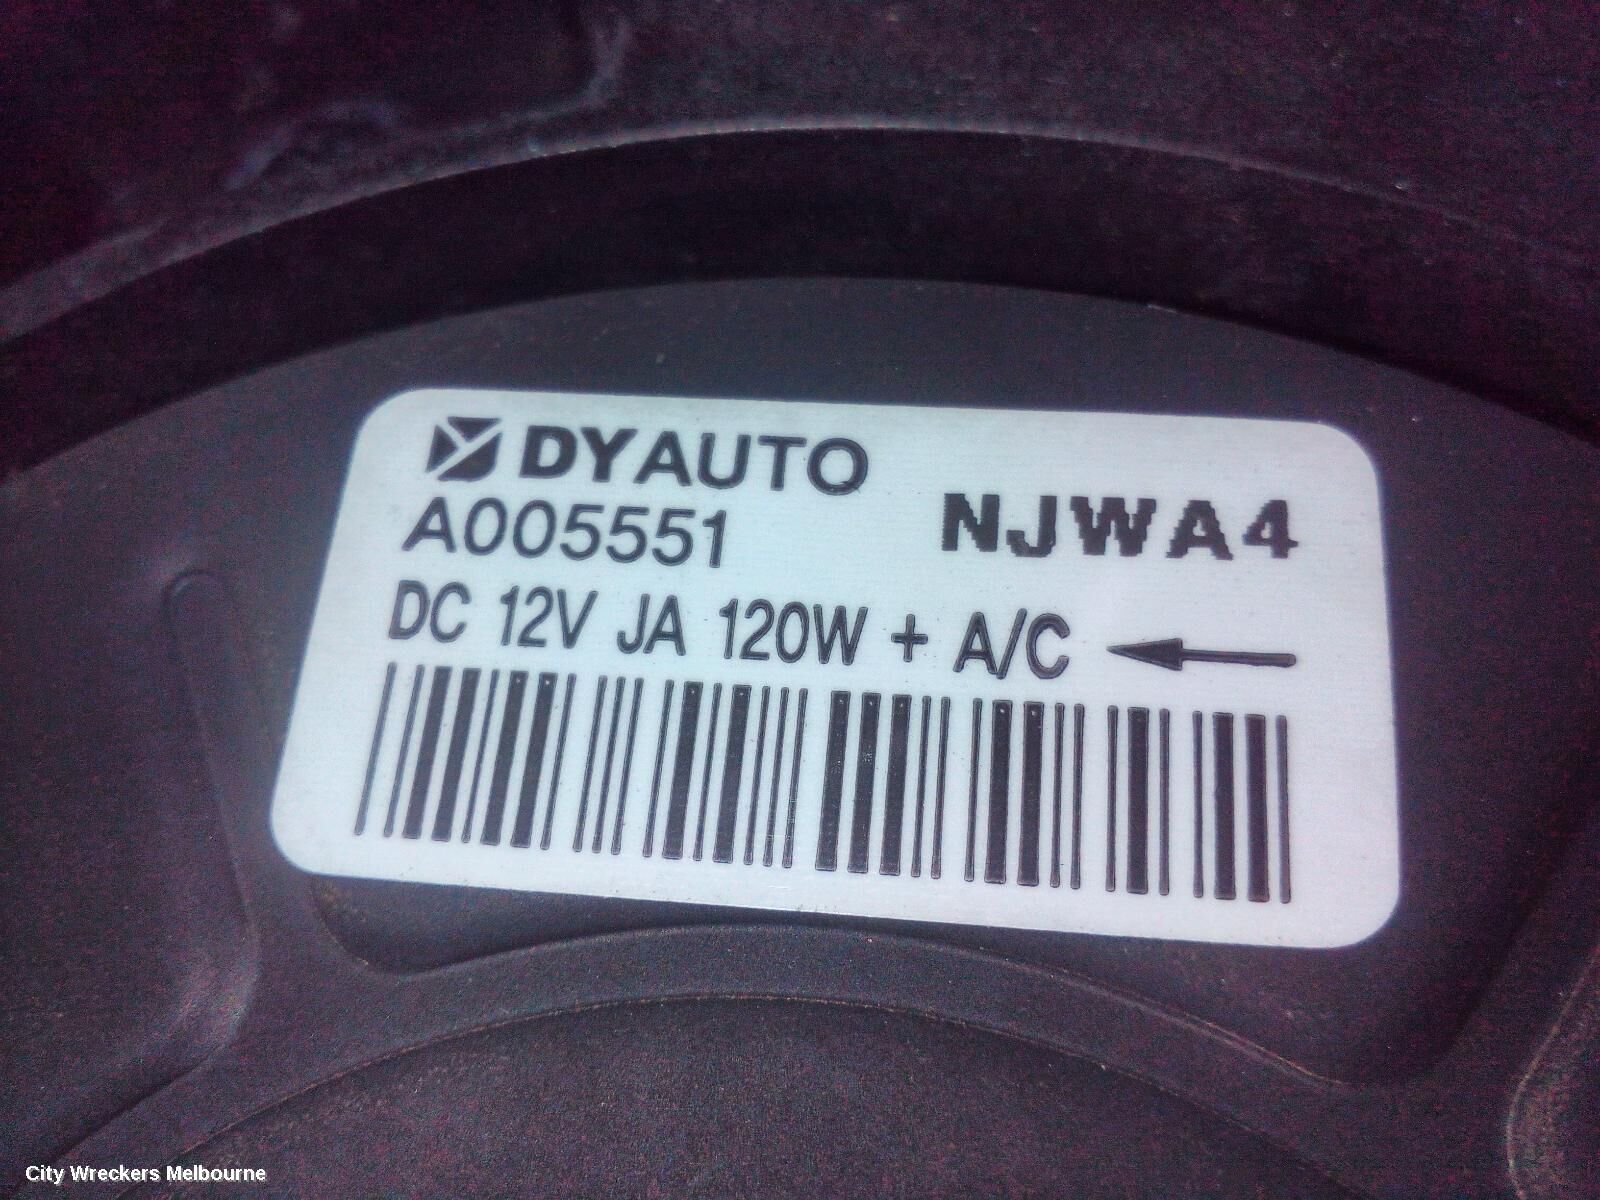 DYAUTO
A005551
NJWA4
DC 12V JA 120W + A/C
City Wreckers Melbourne